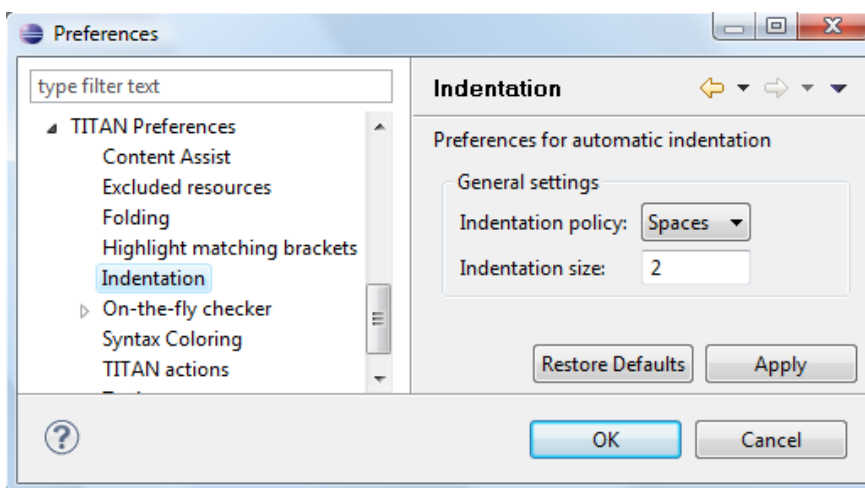 Preferences
type filter text
TITAN Preferences
Content Assist
Excluded resources
Folding
Highlight matching brackets
Indentation
On-the-fly checker
Syntax Coloring
TITAN actions
Indentation
Preferences for automatic indentation
General settings
Indentation policy: Spaces
Indentation size: 2
Restore Defaults Apply
OK Cancel